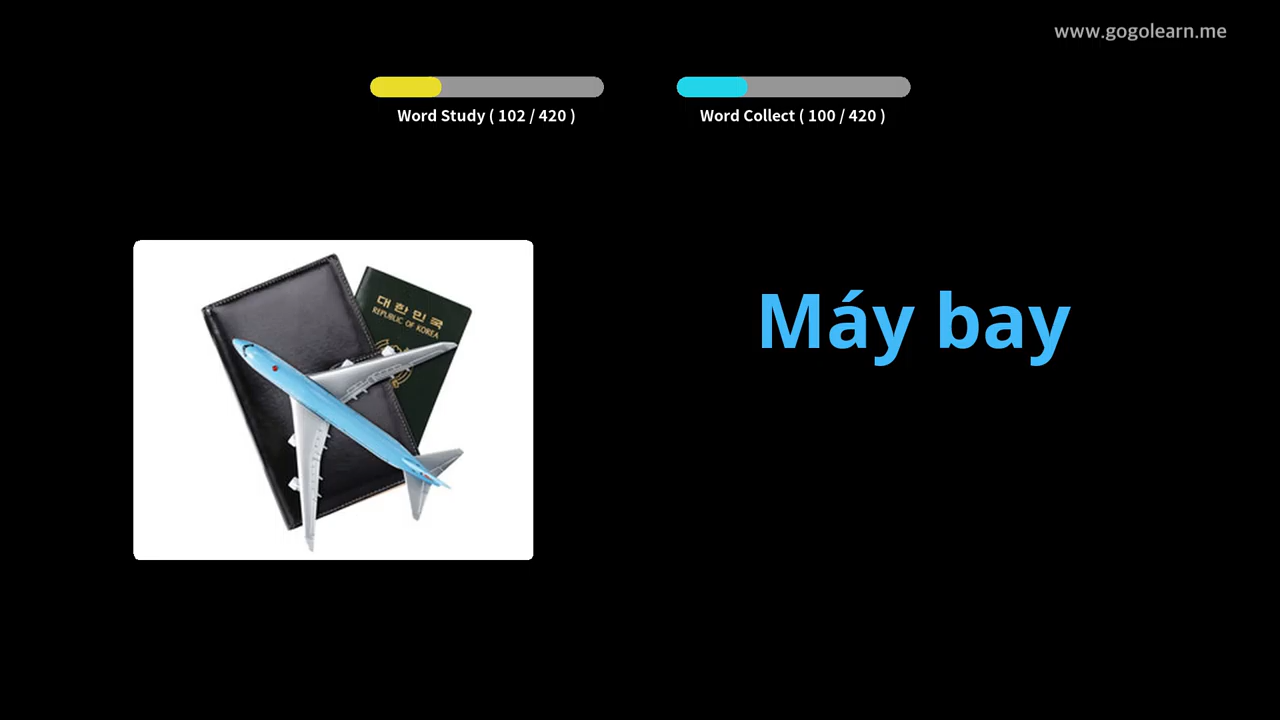 www.gogolearn.me
Word Study ( 102 / 420 )
Word Collect ( 100 / 420 )
대한민국
REPUBLIC OF KOREA
Máy bay